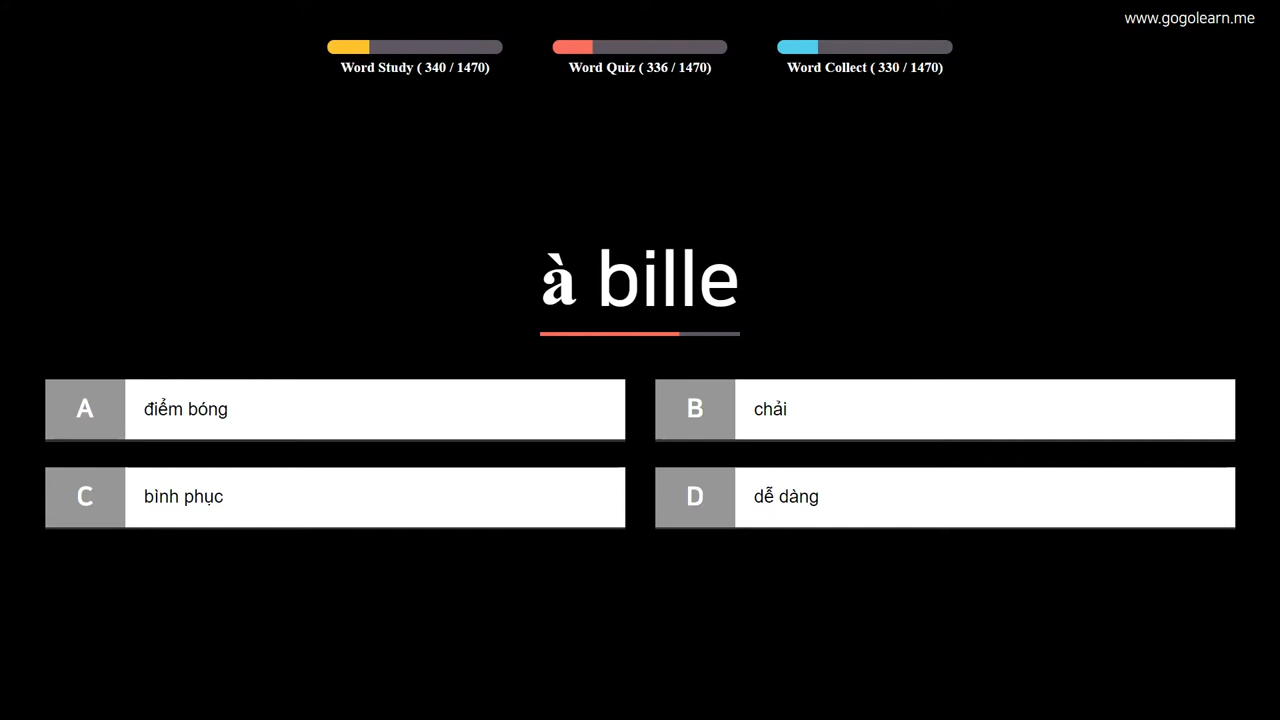 www.gogolearn.me
Word Study ( 340 / 1470) Word Quiz ( 336 / 1470) Word Collect ( 330 / 1470)
à bille
A điểm bóng B chải
C bình phục D dễ dàng